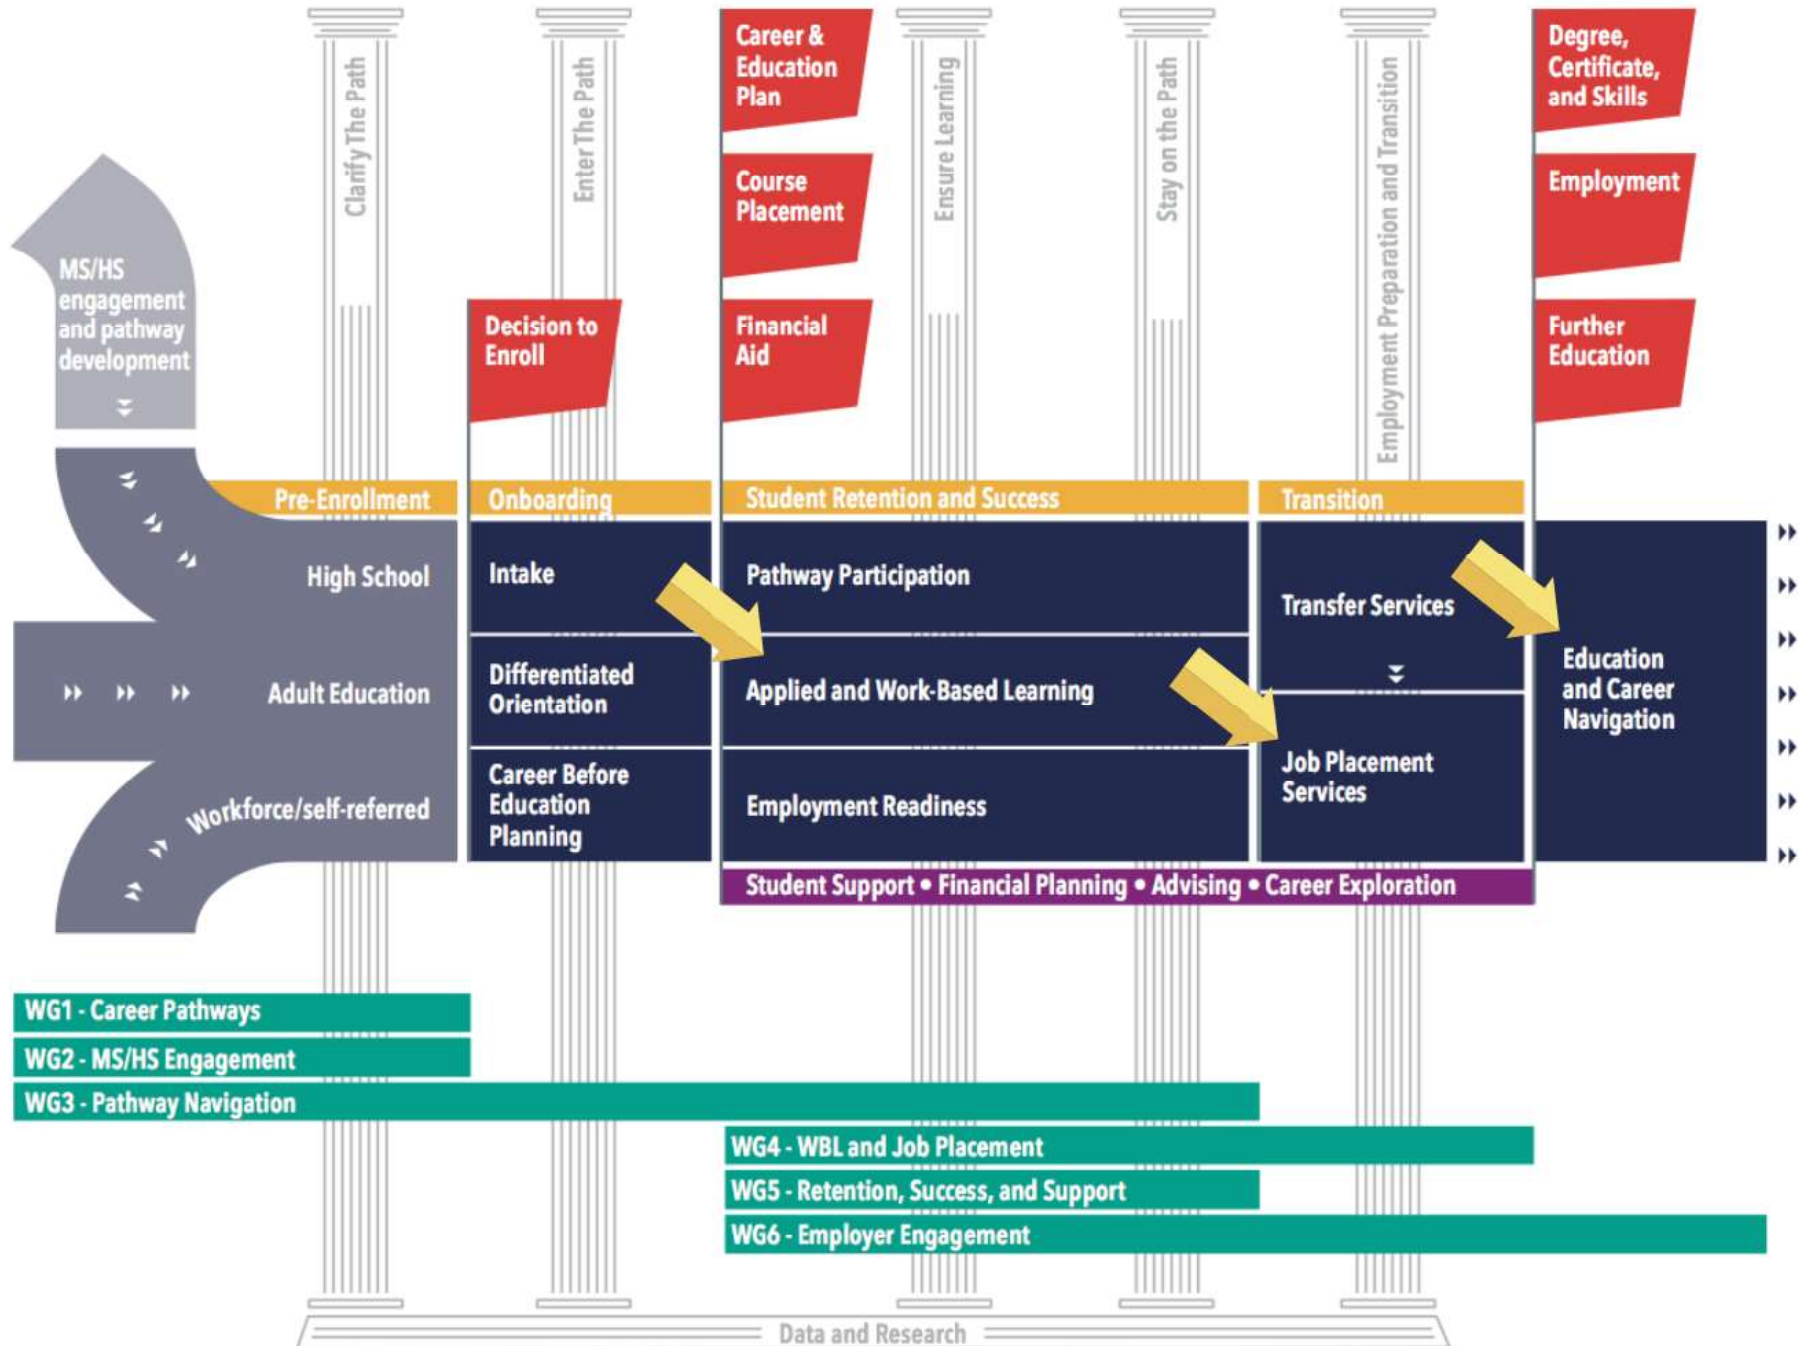 Clarify The Path
Enter The Path
Career &
Education
Plan
Ensure Learning
Stay on the Path
Employment Preparation and Transition
Degree,
Certificate,
and Skills
Course
Placement
Employment
MS/HS
engagement
and pathway
development
Decision to
Enroll
Financial
Aid
Further
Education
Pre-Enrollment
Onboarding
Student Retention and Success
Transition
High School
Intake
Pathway Participation
Transfer Services
Adult Education
Differentiated
Orientation
Applied and Work-Based Learning
Education
and Career
Navigation
Workforce/self-referred
Career Before
Education
Planning
Employment Readiness
Job Placement
Services
Student Support • Financial Planning • Advising • Career Exploration
WG1 - Career Pathways
WG2 - MS/HS Engagement
WG3 - Pathway Navigation
WG4 - WBL and Job Placement
WG5 - Retention, Success, and Support
WG6 - Employer Engagement
Data and Research